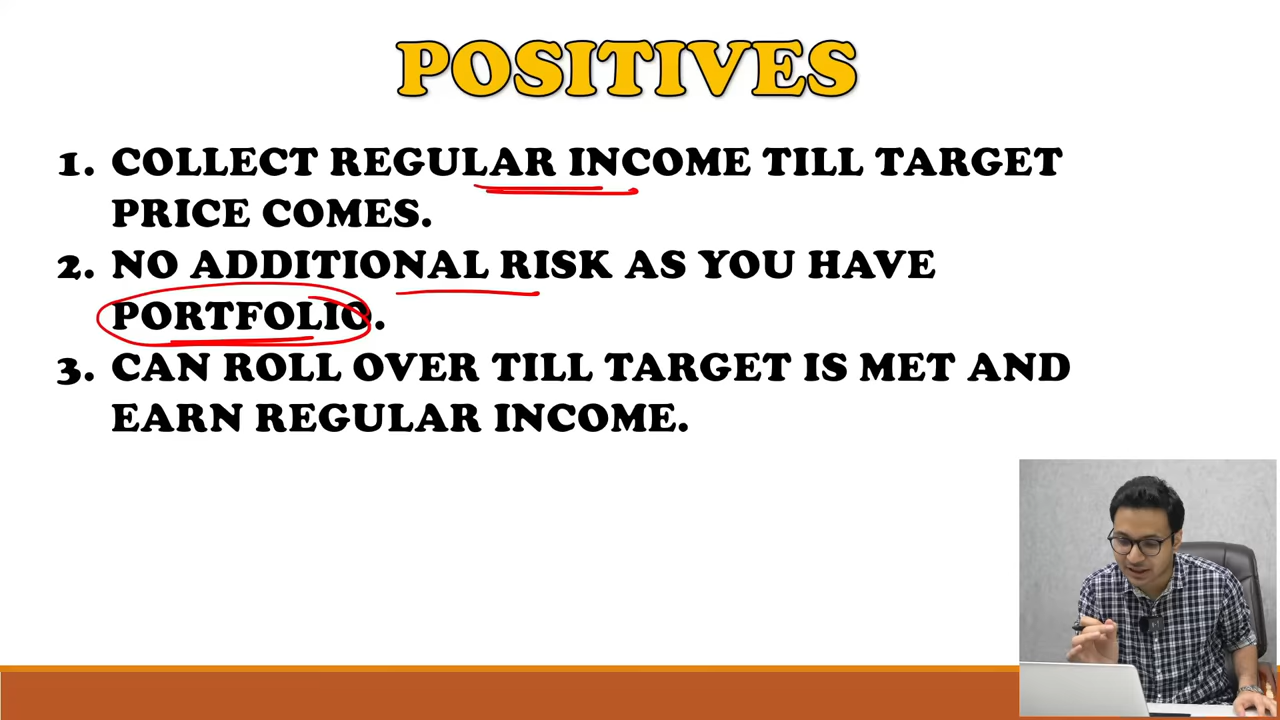 POSITIVES
1. COLLECT REGULAR INCOME TILL TARGET
PRICE COMES.
2. NO ADDITIONAL RISK AS YOU HAVE
PORTFOLIO.
3. CAN ROLL OVER TILL TARGET IS MET AND
EARN REGULAR INCOME.